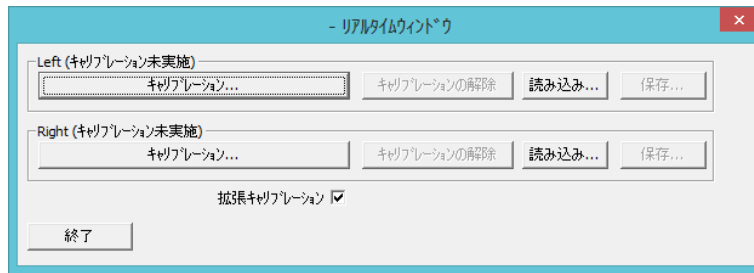 - ﾘｱﾙﾀｲﾑｳｨﾝﾄﾞｳ
Left (ｷｬﾘﾌﾞﾚｰｼｮﾝ未実施)
ｷｬﾘﾌﾞﾚｰｼｮﾝ... ｷｬﾘﾌﾞﾚｰｼｮﾝの解除 読み込み... 保存...
Right (ｷｬﾘﾌﾞﾚｰｼｮﾝ未実施)
ｷｬﾘﾌﾞﾚｰｼｮﾝ... ｷｬﾘﾌﾞﾚｰｼｮﾝの解除 読み込み... 保存...
拡張ｷｬﾘﾌﾞﾚｰｼｮﾝ
終了